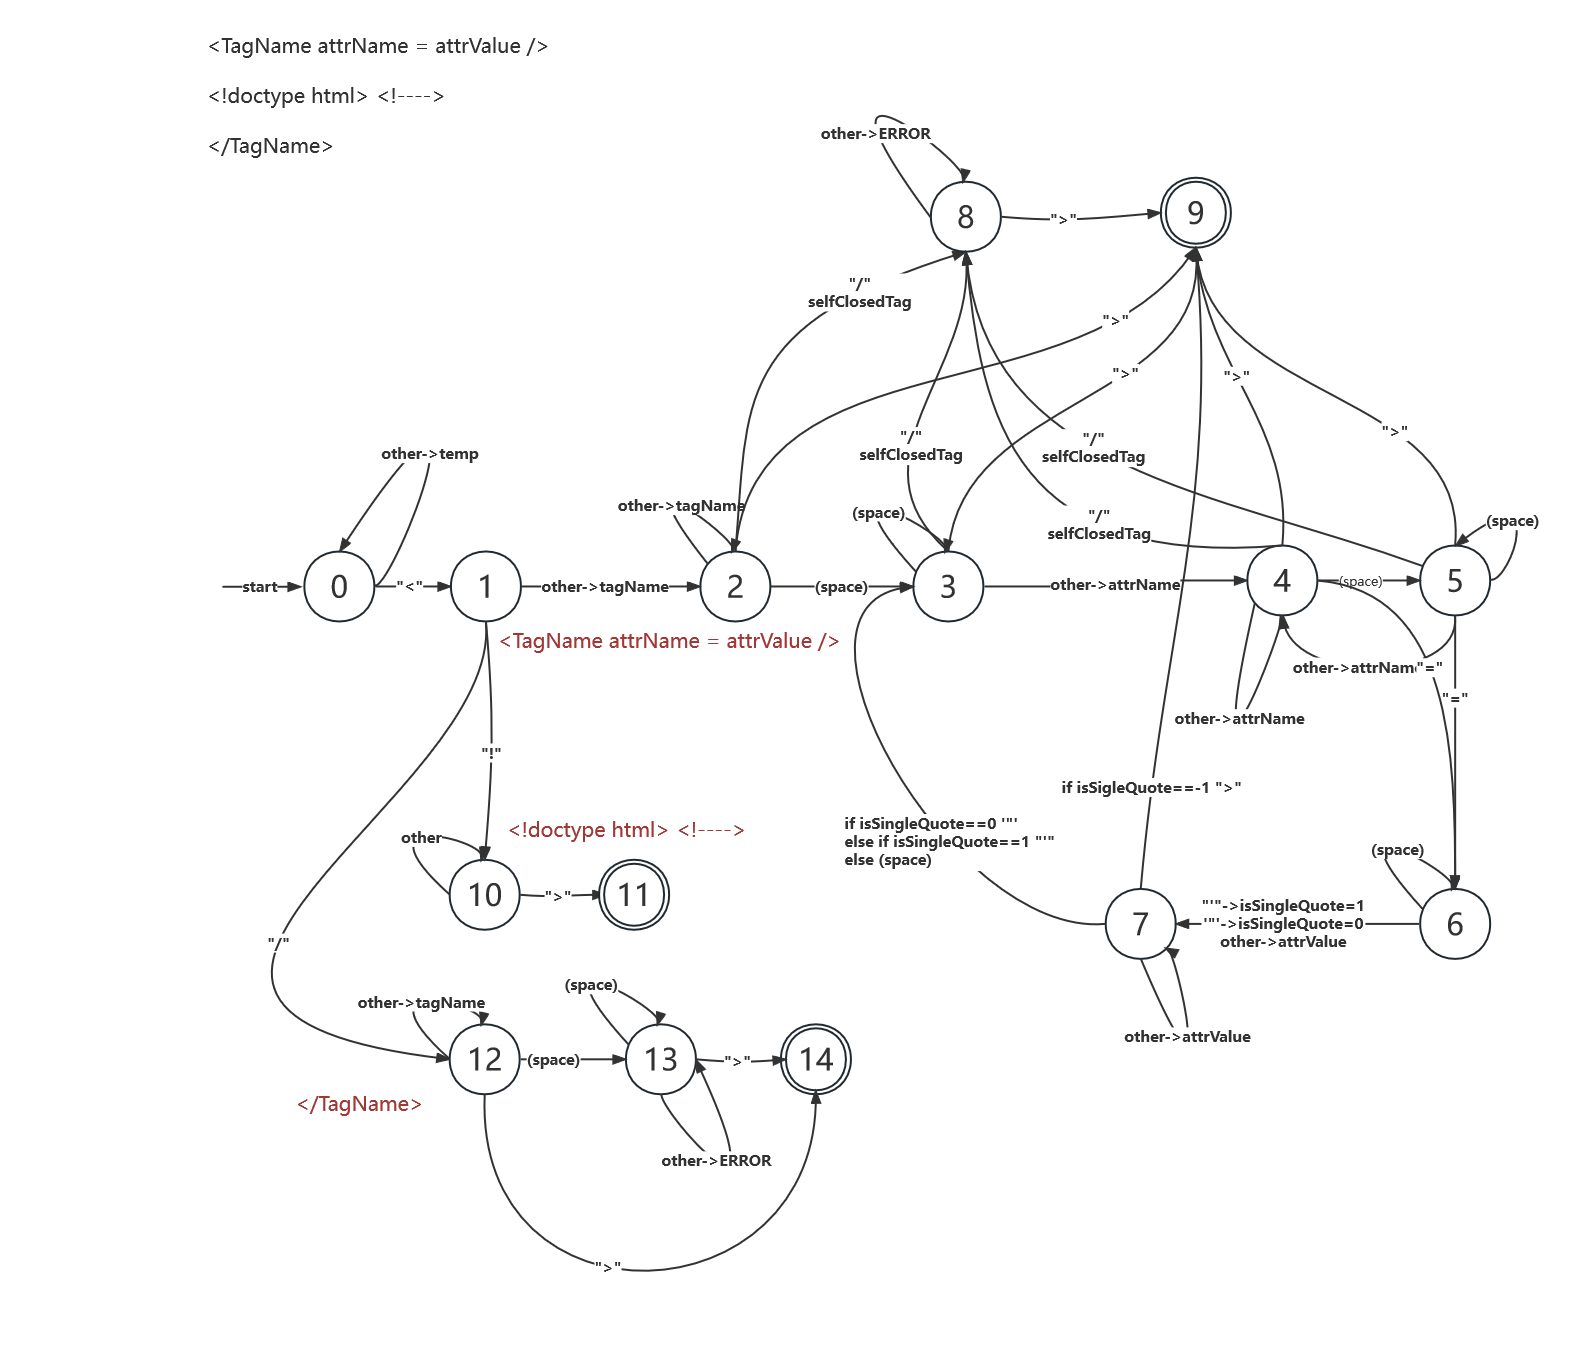 <TagName attrName = attrValue />
<!doctype html> <!---->
</TagName>
other->ERROR
8
">"
9
"/"
selfClosedTag
">"
">"
">"
">"
"/"
selfClosedTag
"/"
selfClosedTag
"/"
selfClosedTag
other->temp
other->tagName
(space)
(space)
start
0
"<"
1
other->tagName
2
(space)
3
other->attrName
4
(space)
5
<TagName attrName = attrValue />
other->attrName
"="
"="
other->attrName
"!"
if isSigleQuote==-1 ">"
if isSingleQuote==0 '"'
else if isSingleQuote==1 "'"
else (space)
<!doctype html> <!---->
other
(space)
10
">"
11
7
"'"->isSingleQuote=1
'"'->isSingleQuote=0
other->attrValue
6
"/"
other->tagName
(space)
other->attrValue
12
(space)
13
">"
14
</TagName>
other->ERROR
">"